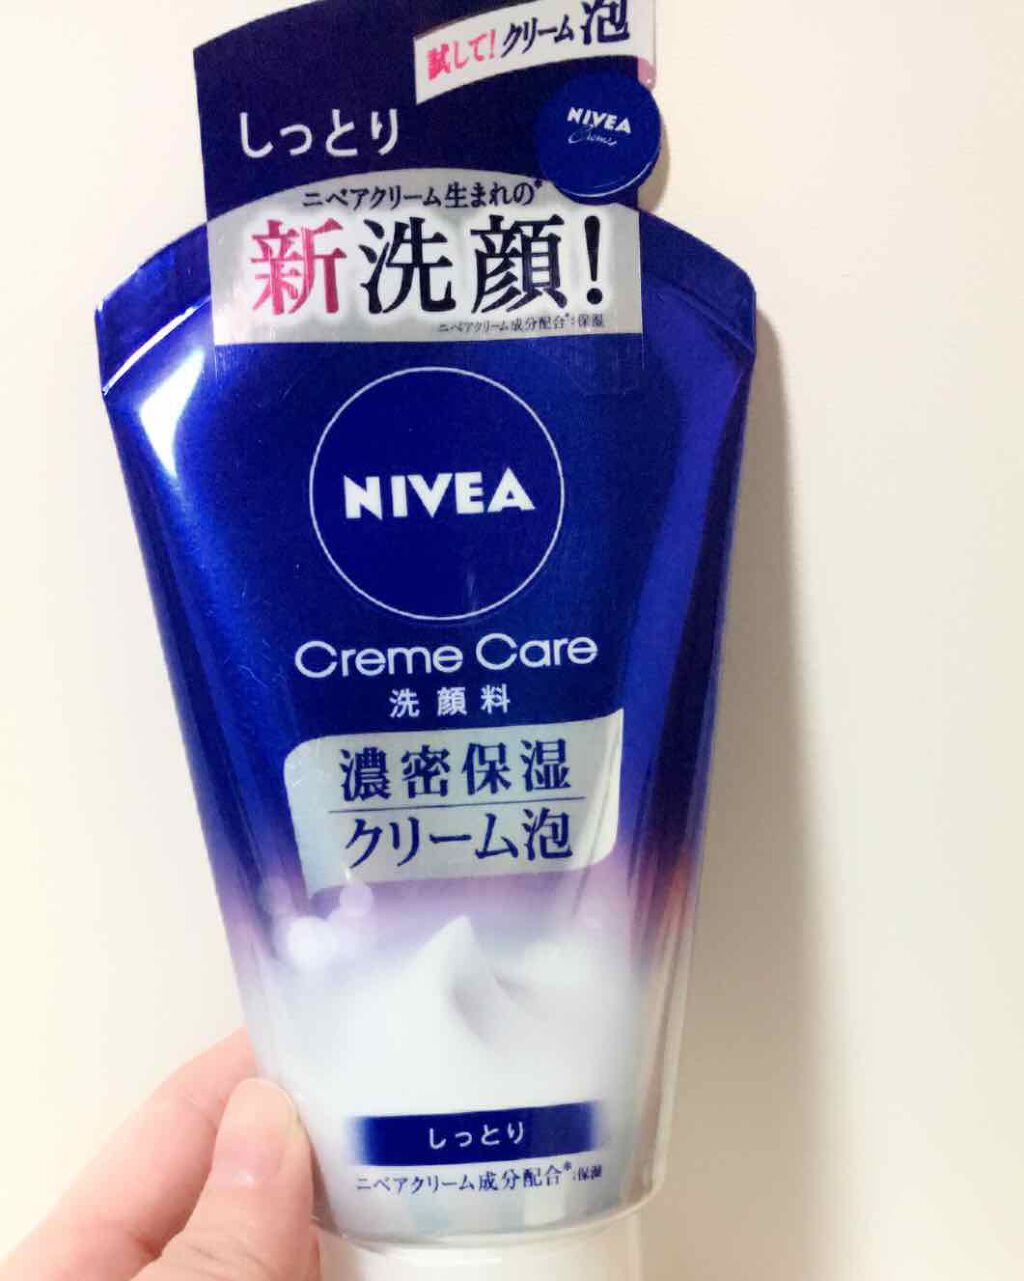 試して!クリーム泡
NIVEA
Creme
しっとり
ニベアクリーム生まれの*
新洗顔!
ニベアクリーム成分配合*:保湿
NIVEA
Creme Care
洗顔料
濃密保湿
クリーム泡
しっとり
ニベアクリーム成分配合*:保湿